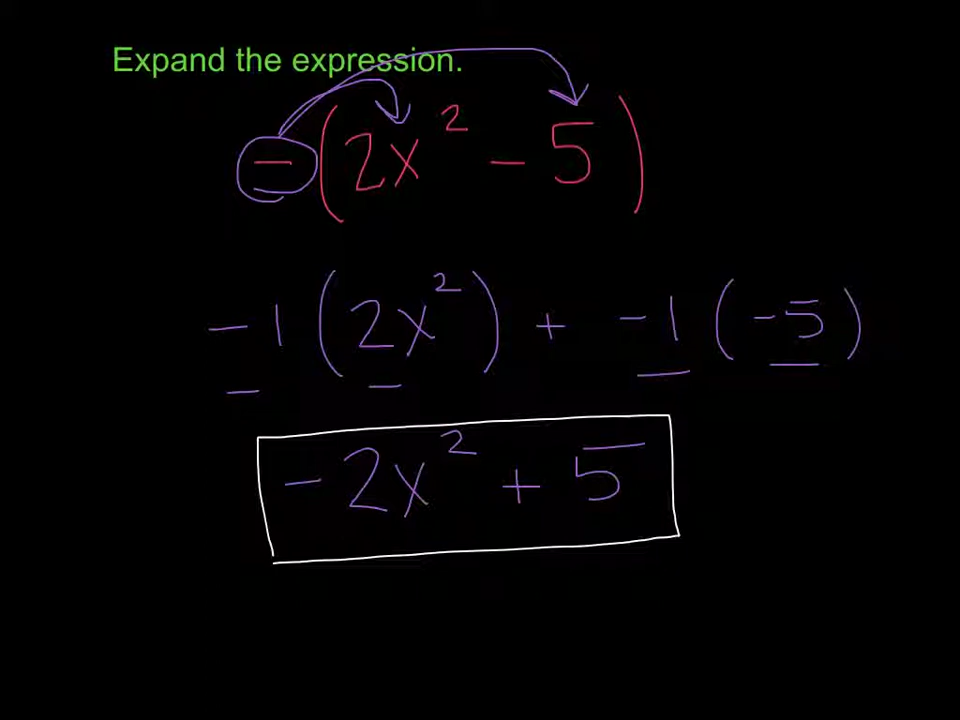 Expand the expression.
-(2x² - 5)
-1(2x²) + -1(-5)
-2x² + 5